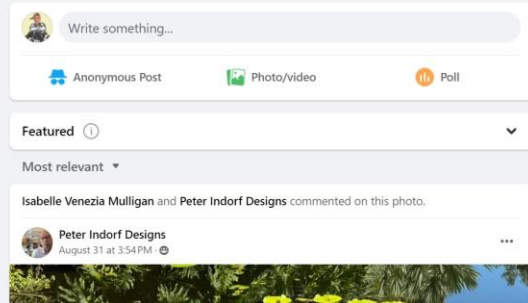 Write something...
Anonymous Post
Photo/video
Poll
Featured
Most relevant
Isabelle Venezia Mulligan and Peter Indorf Designs commented on this photo.
Peter Indorf Designs
August 31 at 3:54 PM ·